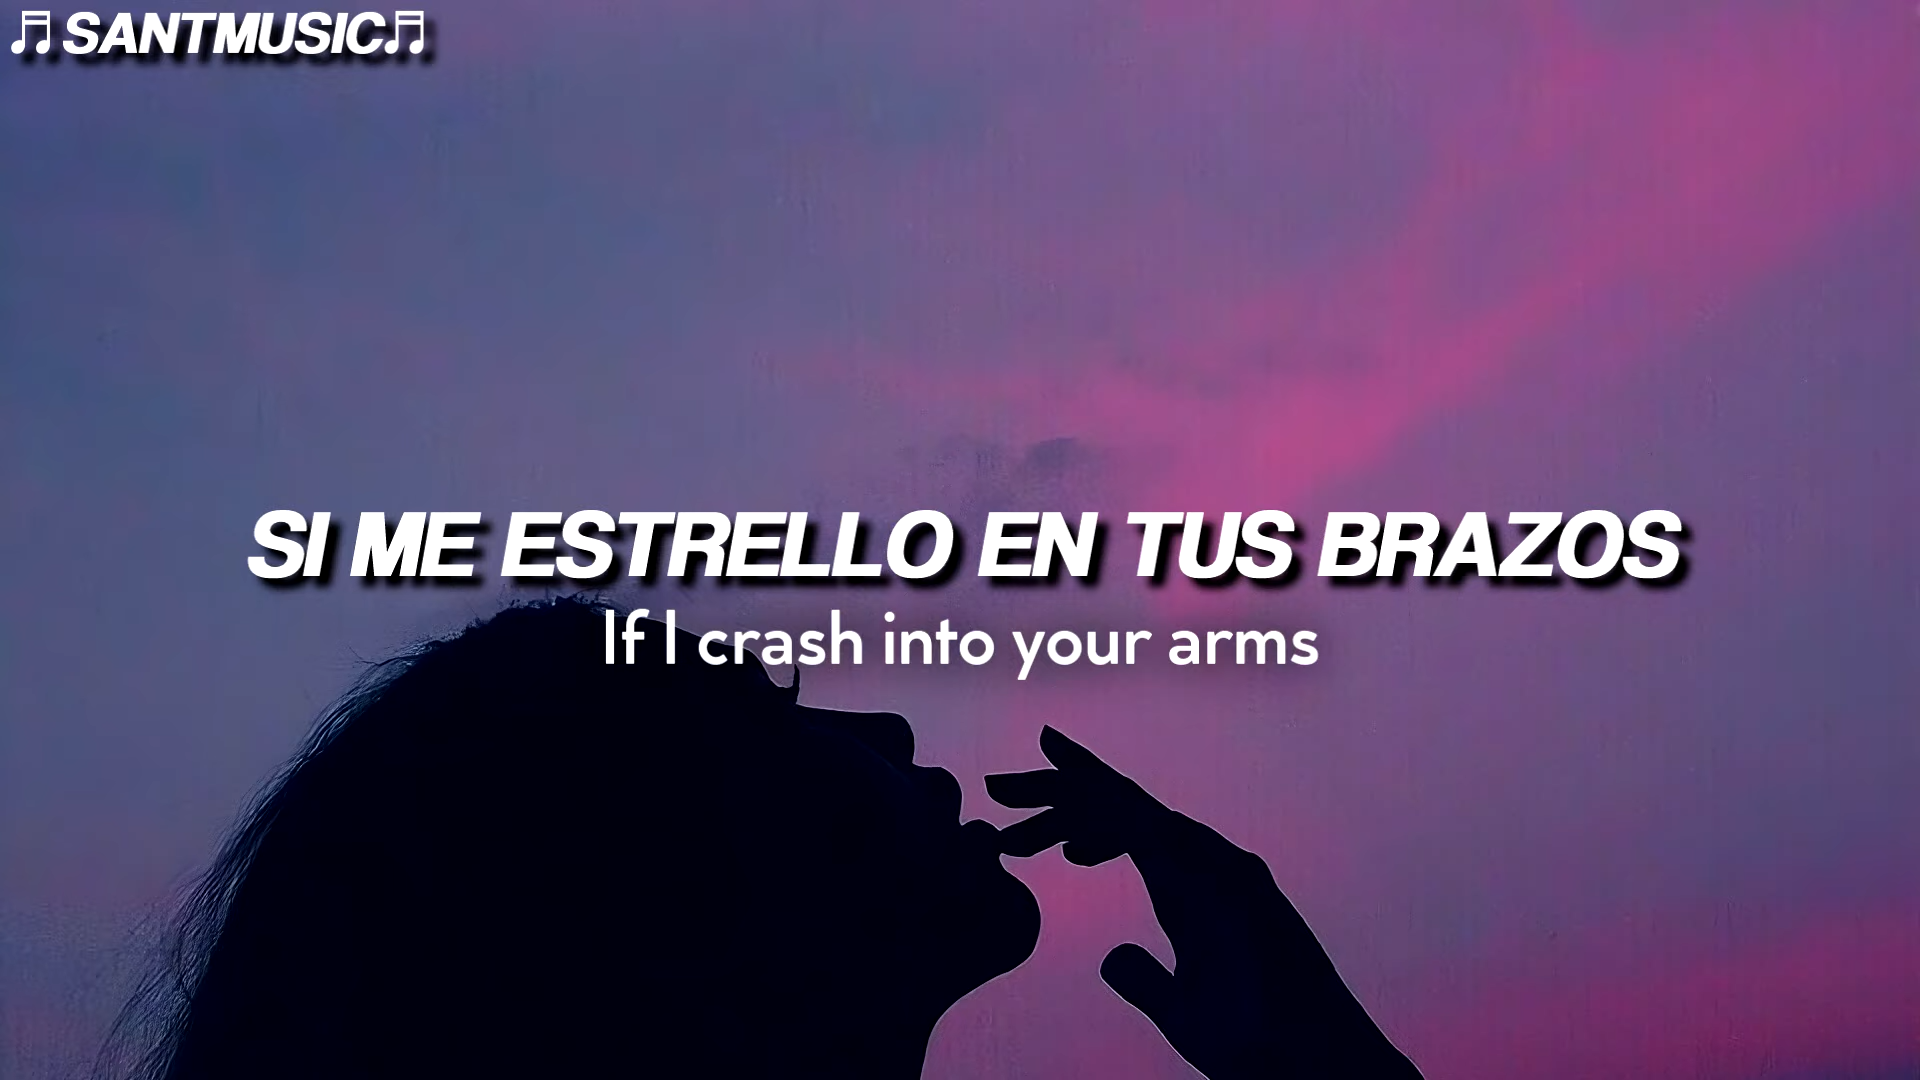 ♫SANTMUSIC♫
SI ME ESTRELLO EN TUS BRAZOS
If I crash into your arms